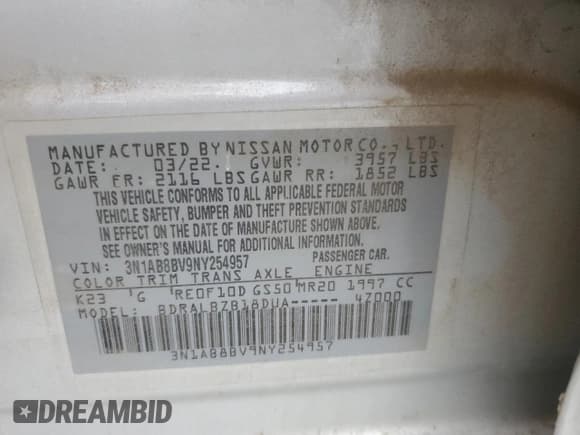 MANUFACTURED BY NISSAN MOTOR CO., LTD.
DATE: 03/22. GVWR: 3957 LBS
GAWR FR: 2116 LBS GAWR RR: 1852 LBS
THIS VEHICLE CONFORMS TO ALL APPLICABLE FEDERAL MOTOR
VEHICLE SAFETY, BUMPER AND THEFT PREVENTION STANDARDS
IN EFFECT ON THE DATE OF MANUFACTURE SHOWN ABOVE.
SEE OWNER'S MANUAL FOR ADDITIONAL INFORMATION.
VIN: 3N1AB8BV9NY254957 PASSENGER CAR.
COLOR TRIM TRANS AXLE ENGINE
K23 'G 'RE0F10D GS50'MR20 1997 CC
MODEL: BDRALBZB18DUA----- 4Z000
3N1AB8BV9NY254957
DREAMBID